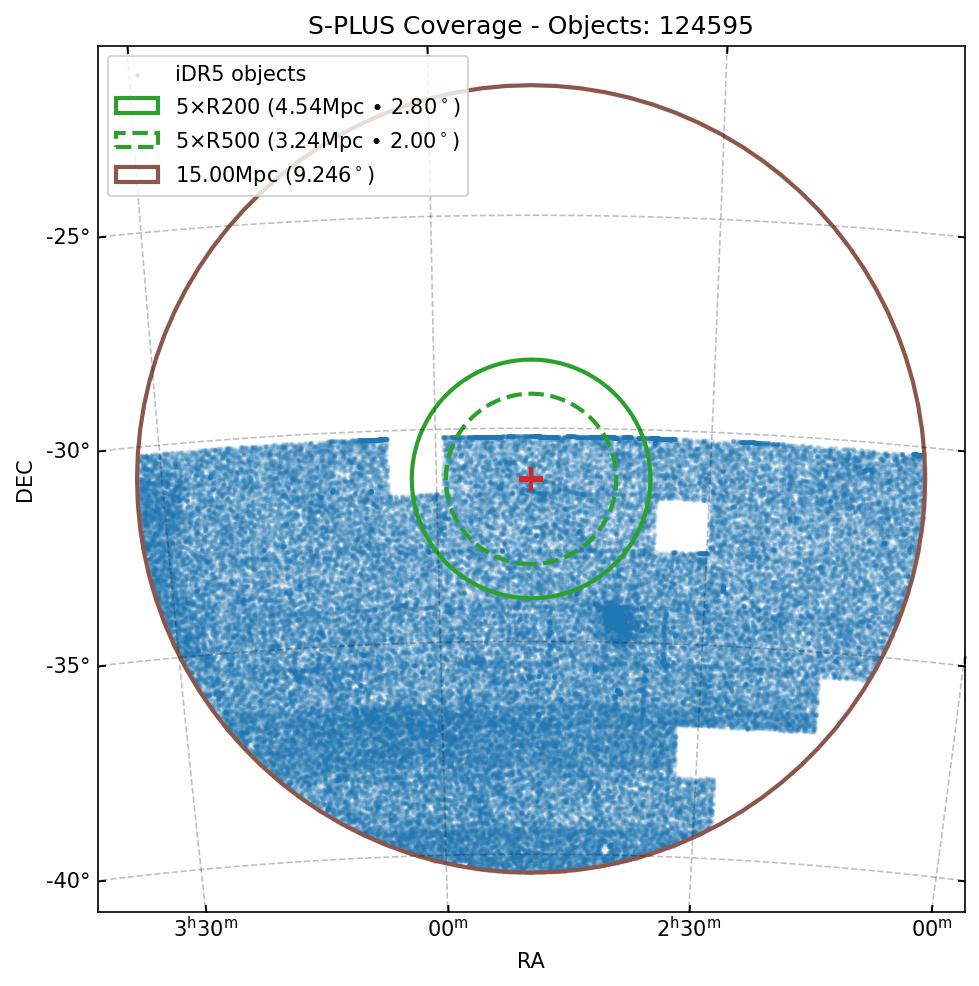 S-PLUS Coverage - Objects: 124595
iDR5 objects
5×R200 (4.54Mpc • 2.80°)
5×R500 (3.24Mpc • 2.00°)
15.00Mpc (9.246°)
-25°
-30°
-35°
-40°
DEC
3ʰ30ᵐ 00ᵐ 2ʰ30ᵐ 00ᵐ
RA